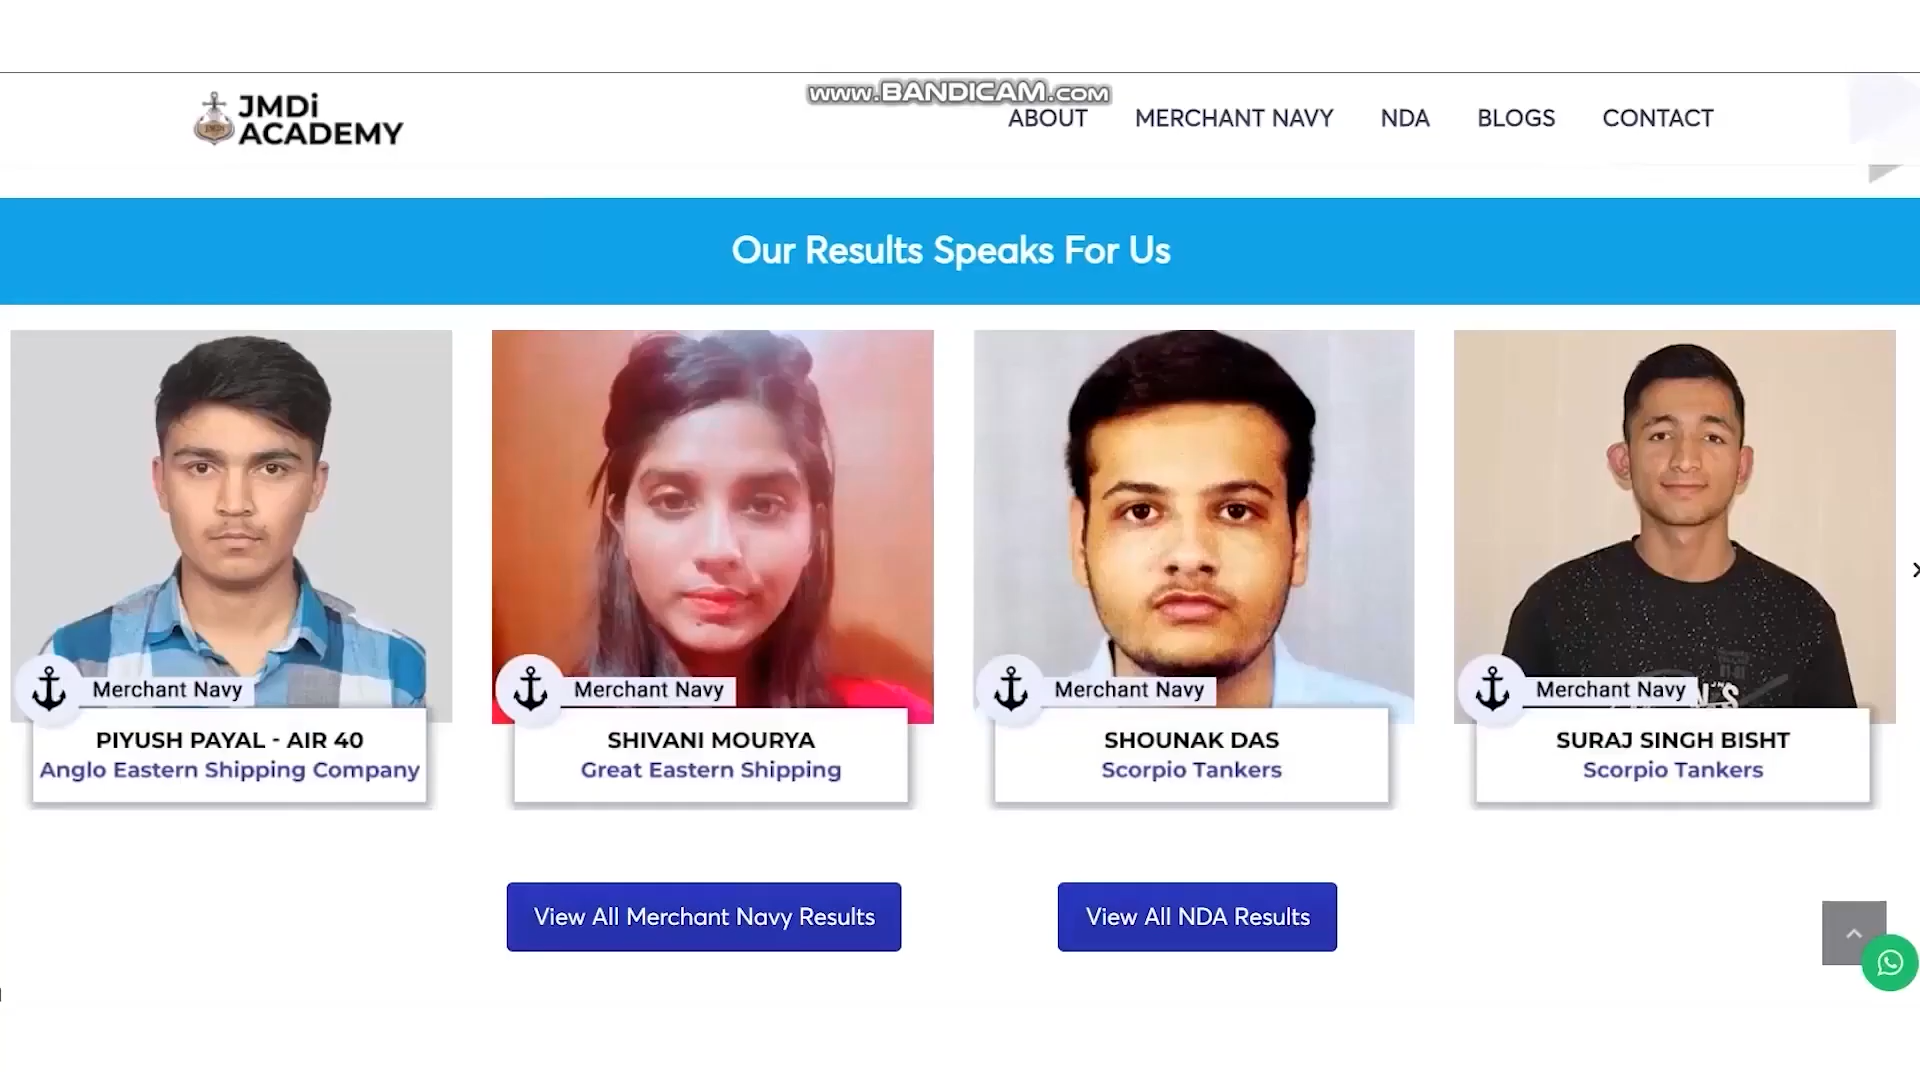 www.BANDICAM.com
JMDi
ACADEMY
ABOUT MERCHANT NAVY NDA BLOGS CONTACT
Our Results Speaks For Us
Merchant Navy
PIYUSH PAYAL - AIR 40
Anglo Eastern Shipping Company
Merchant Navy
SHIVANI MOURYA
Great Eastern Shipping
Merchant Navy
SHOUNAK DAS
Scorpio Tankers
Merchant Navy
SURAJ SINGH BISHT
Scorpio Tankers
View All Merchant Navy Results
View All NDA Results